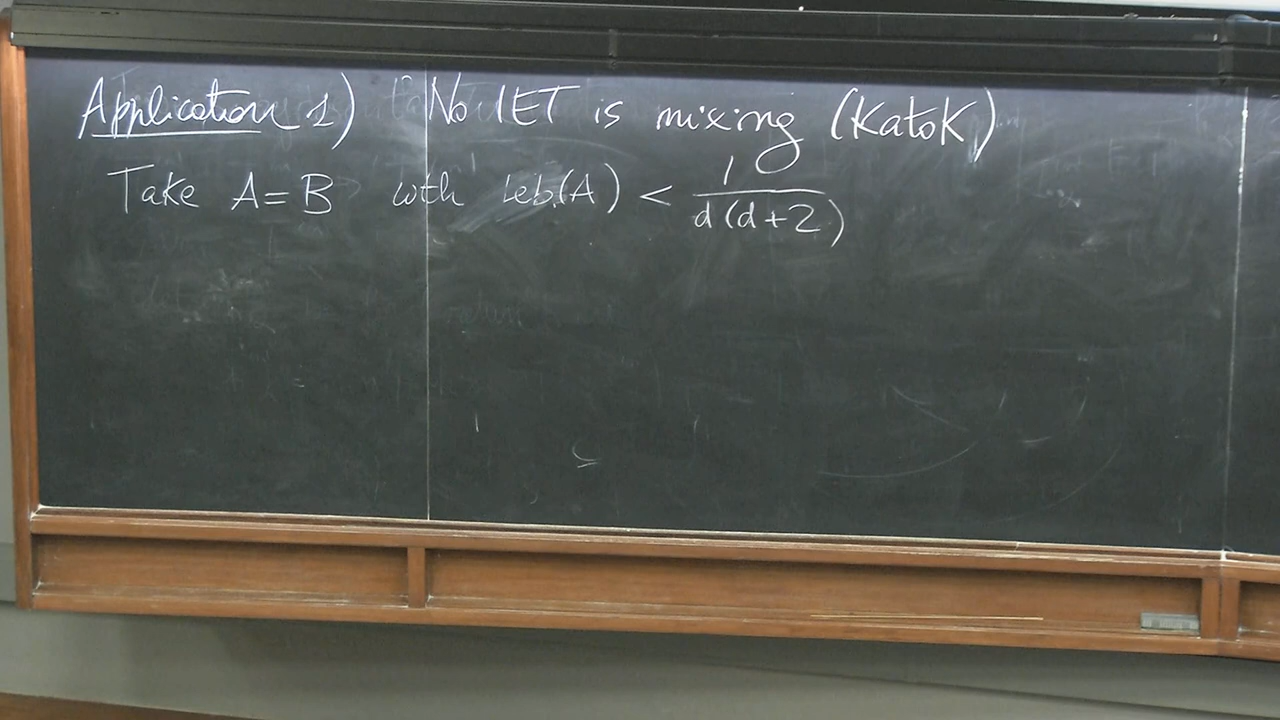 Application 1) No IET is mixing (Katok)
Take A = B with Leb(A) < 1/d(d+2)